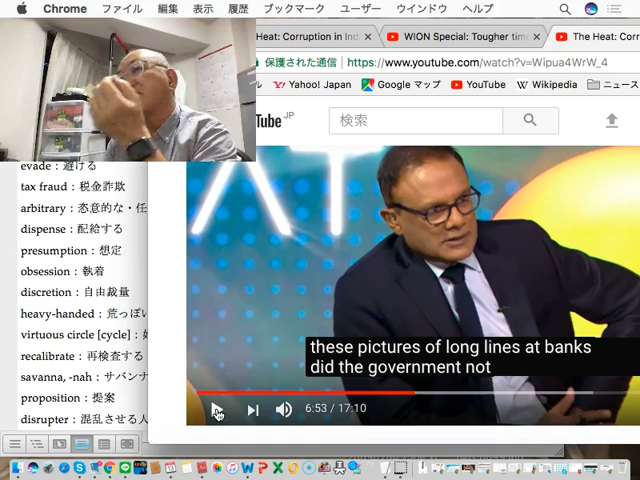 Chrome ファイル 編集 表示 履歴 ブックマーク ユーザー ウインドウ ヘルプ
Heat: Corruption in Ind
WION Special: Tougher time
The Heat: Corr
保護された通信 | https://www.youtube.com/watch?v=Wipua4WrW_4
Yahoo! Japan Google マップ YouTube Wikipedia ニュース
Tube JP
検索
evade：避ける
tax fraud：税金詐欺
arbitrary：恣意的な・任
dispense：配給する
presumption：想定
obsession：執着
discretion：自由裁量
heavy-handed：荒っぽい
virtuous circle [cycle]：
recalibrate：再検査する
savanna, -nah：サバンナ
proposition：提案
disrupter：混乱させる人
these pictures of long lines at banks
did the government not
6:53 / 17:10